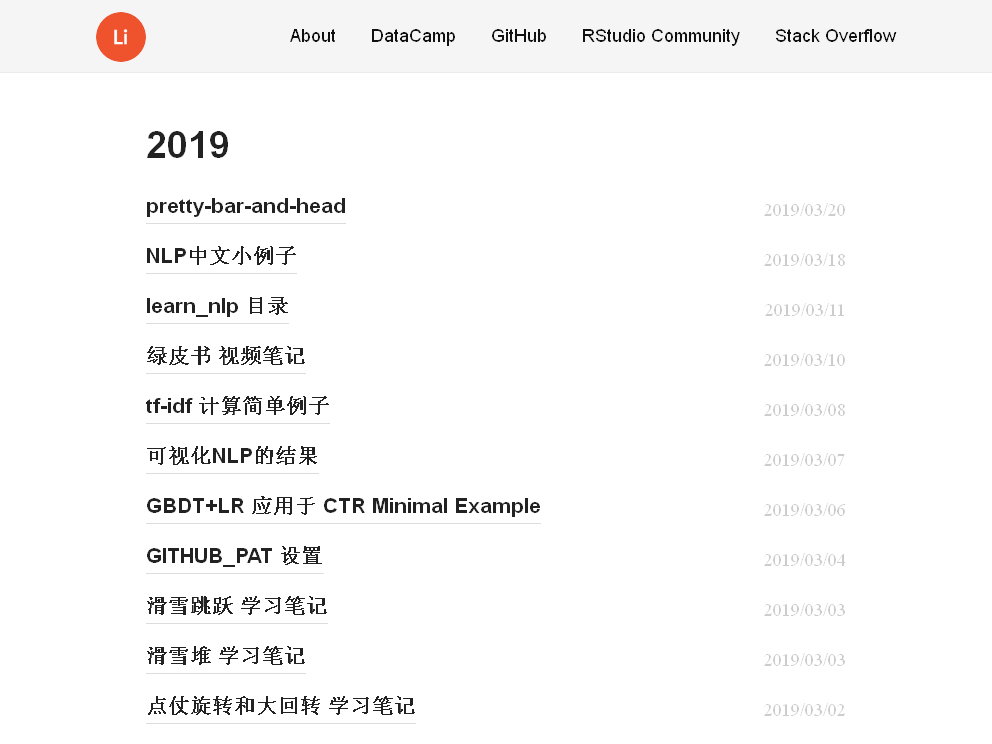 Li
About DataCamp GitHub RStudio Community Stack Overflow
2019
pretty-bar-and-head 2019/03/20
NLP中文小例子 2019/03/18
learn_nlp 目录 2019/03/11
绿皮书 视频笔记 2019/03/10
tf-idf 计算简单例子 2019/03/08
可视化NLP的结果 2019/03/07
GBDT+LR 应用于 CTR Minimal Example 2019/03/06
GITHUB_PAT 设置 2019/03/04
滑雪跳跃 学习笔记 2019/03/03
滑雪堆 学习笔记 2019/03/03
点仗旋转和大回转 学习笔记 2019/03/02